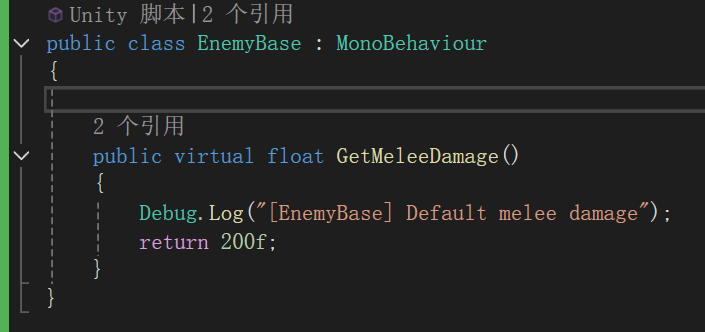 Unity 脚本|2 个引用
public class EnemyBase : MonoBehaviour
{
2 个引用
public virtual float GetMeleeDamage()
{
Debug.Log("[EnemyBase] Default melee damage");
return 200f;
}
}